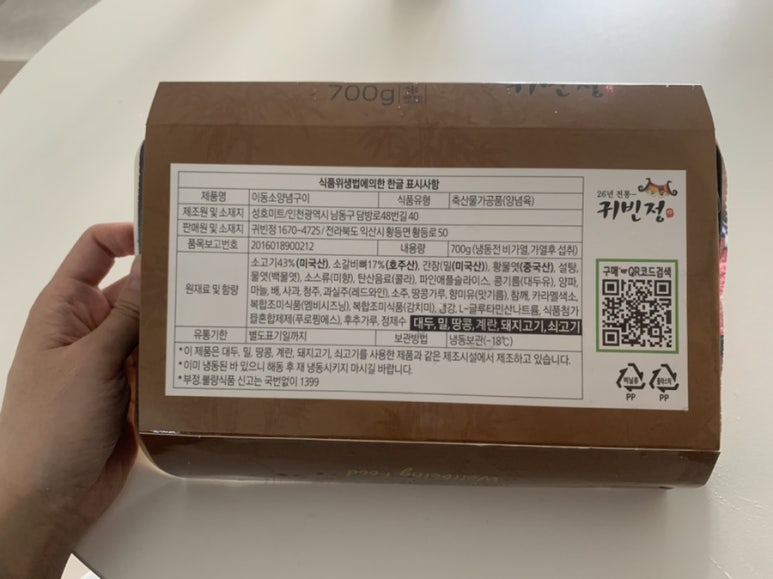 700g
식품위생법에의한 한글 표시사항
제품명 이동소양념구이 식품유형 축산물가공품(양념육)
제조원 및 소재지 성호미트/인천광역시 남동구 담방로48번길 40
판매원 및 소재지 귀빈정 1670-4725 / 전라북도 익산시 황등면 황등로 50
품목보고번호 2016018900212 내용량 700g (냉동전 비가열,가열후 섭취)
원재료 및 함량
소고기43%(미국산), 소갈비뼈17%(호주산), 간장(밀(미국산)), 황물엿(중국산), 설탕,
물엿(백물엿), 소스류(미향), 탄산음료(콜라), 파인애플슬라이스, 콩기름(대두유), 양파,
마늘, 배, 사과, 청주, 과실주(레드와인), 소주, 땅콩가루, 향미유(맛기름), 참깨, 카라멜색소,
복합조미식품(엠비시즈닝), 복합조미식품(감치미), 냉강, L-글루타민산나트륨, 식품첨가
믈혼합제제(푸로찜에스), 후추가루, 정제수 대두, 밀, 땅콩, 계란, 돼지고기, 쇠고기
유통기한 별도표기일까지 보관방법 냉동보관(-18℃)
* 이 제품은 대두, 밀, 땅콩, 계란, 돼지고기, 쇠고기를 사용한 제품과 같은 제조시설에서 제조하고 있습니다.
* 이미 냉동된 바 있으니 해동 후 재 냉동시키지 마시길 바랍니다.
* 부정.불량식품 신고는 국번없이 1399
26년 전통
귀빈정
구매 QR코드검색
비닐류 플라스틱
PP PP
Wellbeing Food